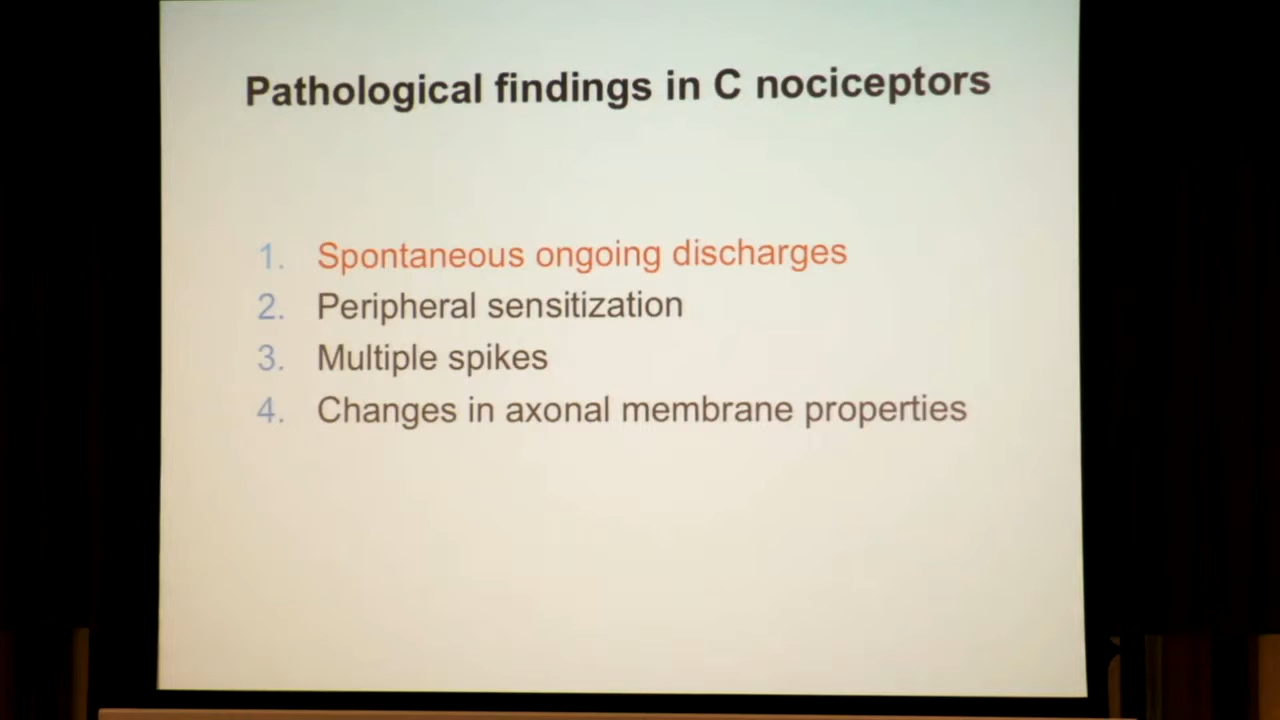 Pathological findings in C nociceptors
1. Spontaneous ongoing discharges
2. Peripheral sensitization
3. Multiple spikes
4. Changes in axonal membrane properties